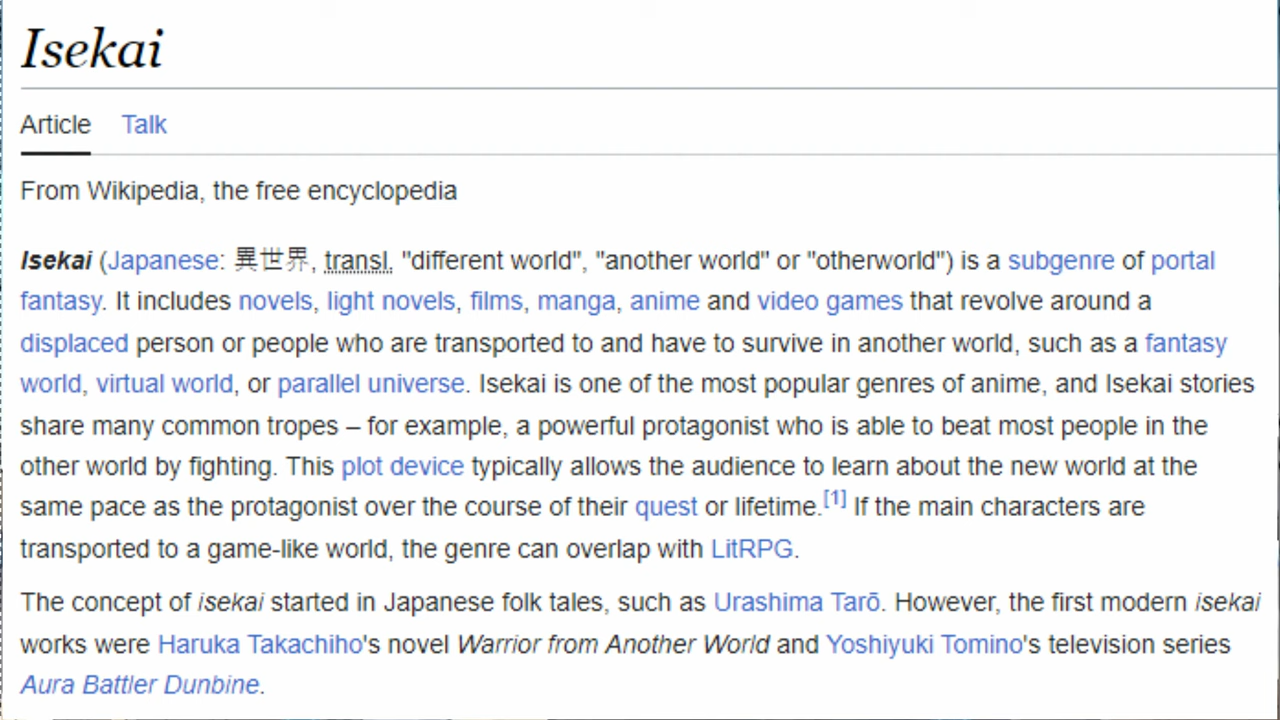 Isekai
Article Talk
From Wikipedia, the free encyclopedia
Isekai (Japanese: 異世界, transl. "different world", "another world" or "otherworld") is a subgenre of portal
fantasy. It includes novels, light novels, films, manga, anime and video games that revolve around a
displaced person or people who are transported to and have to survive in another world, such as a fantasy
world, virtual world, or parallel universe. Isekai is one of the most popular genres of anime, and Isekai stories
share many common tropes – for example, a powerful protagonist who is able to beat most people in the
other world by fighting. This plot device typically allows the audience to learn about the new world at the
same pace as the protagonist over the course of their quest or lifetime.[1] If the main characters are
transported to a game-like world, the genre can overlap with LitRPG.
The concept of isekai started in Japanese folk tales, such as Urashima Tarō. However, the first modern isekai
works were Haruka Takachiho's novel Warrior from Another World and Yoshiyuki Tomino's television series
Aura Battler Dunbine.